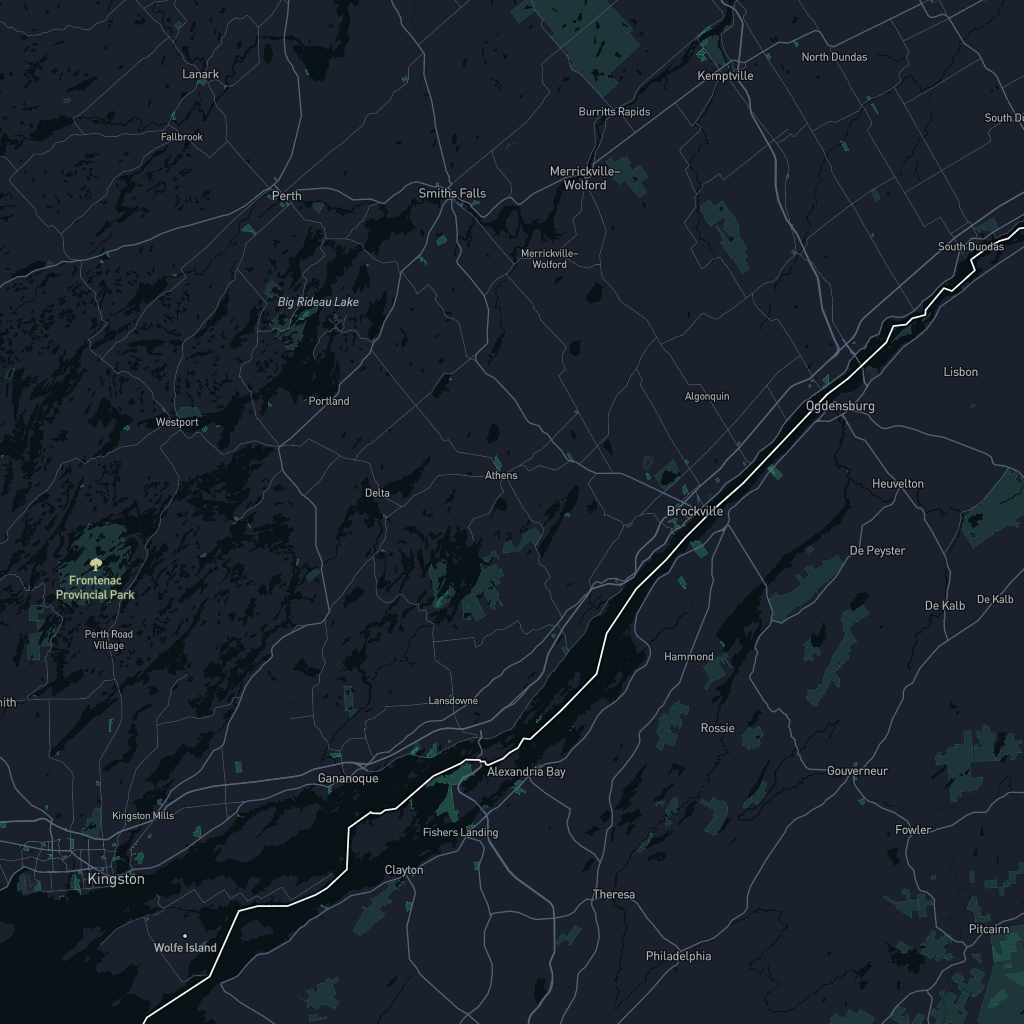 Lanark
Kemptville
North Dundas
Burritts Rapids
South Du
Fallbrook
Merrickville–
Wolford
Perth
Smiths Falls
South Dundas
Merrickville–
Wolford
Big Rideau Lake
Lisbon
Portland
Algonquin
Ogdensburg
Westport
Athens
Heuvelton
Delta
Brockville
De Peyster
Frontenac
Provincial Park
De Kalb
De Kalb
Perth Road
Village
Hammond
nith
Lansdowne
Rossie
Gananoque
Alexandria Bay
Gouverneur
Kingston Mills
Fishers Landing
Fowler
Kingston
Clayton
Theresa
Pitcairn
Wolfe Island
Philadelphia